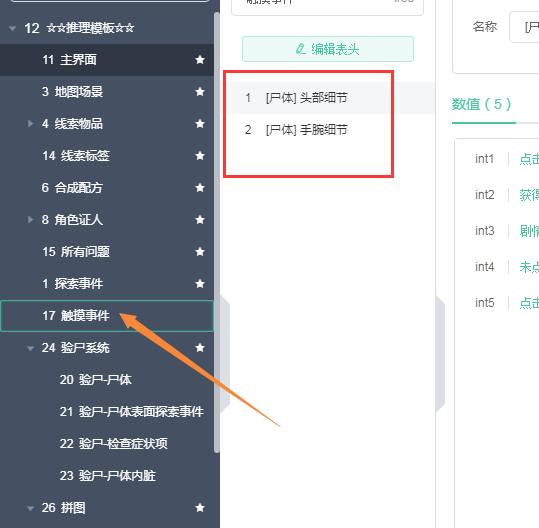 12 ☆☆推理模板☆☆
11 主界面
3 地图场景
4 线索物品
14 线索标签
6 合成配方
8 角色证人
15 所有问题
1 探索事件
17 触摸事件
24 验尸系统
20 验尸-尸体
21 验尸-尸体表面探索事件
22 验尸-检查症状项
23 验尸-尸体内脏
26 拼图
触摸事件
编辑表头
1 [尸体] 头部细节
2 [尸体] 手腕细节
名称
数值（5）
int1 点击
int2 获得
int3 剧情
int4 未点
int5 点击